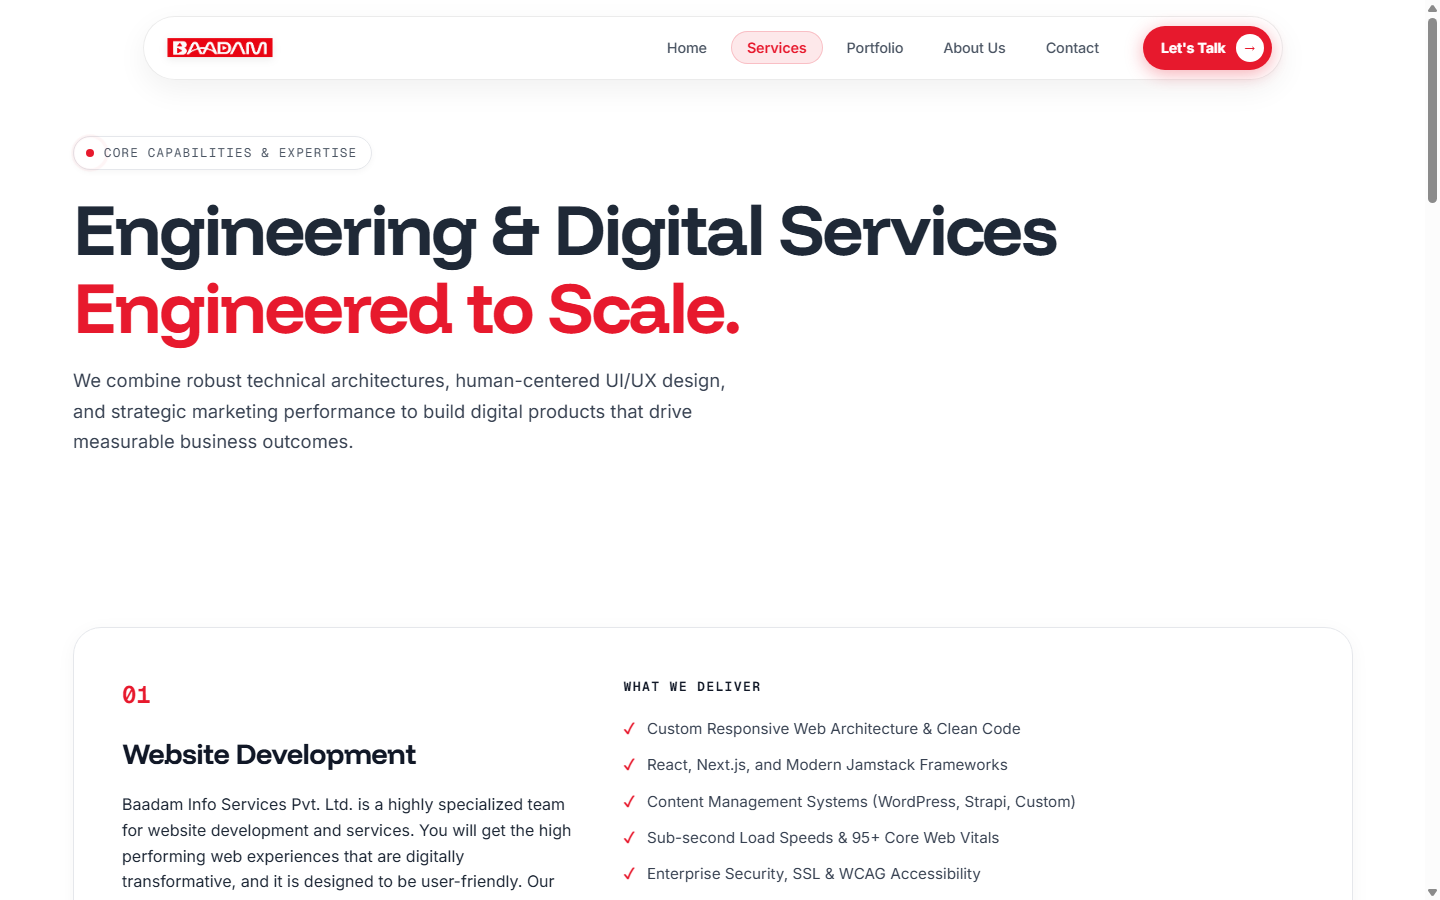 BAADAM
Home
Services
Portfolio
About Us
Contact
Let's Talk →
CORE CAPABILITIES & EXPERTISE
Engineering & Digital Services
Engineered to Scale.
We combine robust technical architectures, human-centered UI/UX design,
and strategic marketing performance to build digital products that drive
measurable business outcomes.
01
Website Development
Baadam Info Services Pvt. Ltd. is a highly specialized team
for website development and services. You will get the high
performing web experiences that are digitally
transformative, and it is designed to be user-friendly. Our
WHAT WE DELIVER
✓ Custom Responsive Web Architecture & Clean Code
✓ React, Next.js, and Modern Jamstack Frameworks
✓ Content Management Systems (WordPress, Strapi, Custom)
✓ Sub-second Load Speeds & 95+ Core Web Vitals
✓ Enterprise Security, SSL & WCAG Accessibility